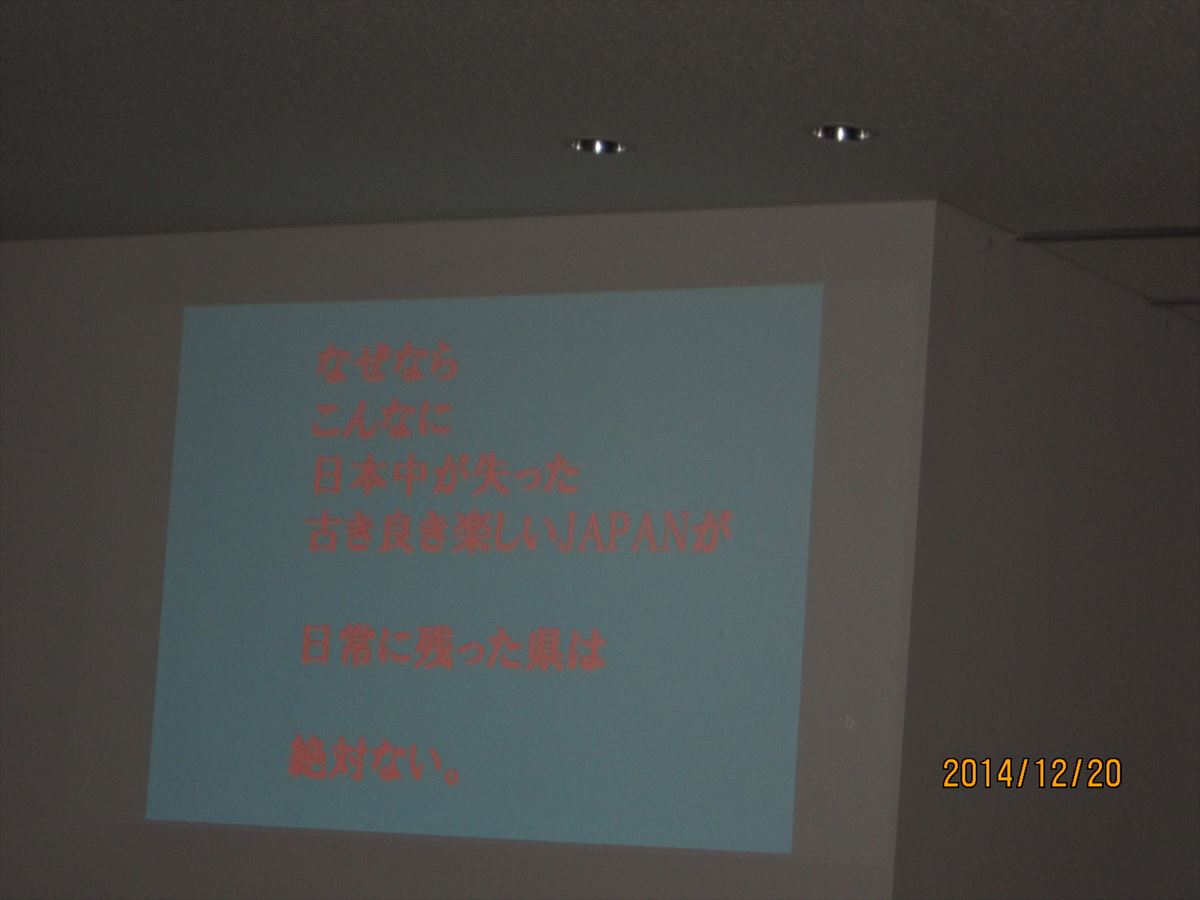 なぜなら
こんなに
日本中が失った
古き良き楽しいJAPANが
日常に残った県は
絶対ない。
2014/12/20